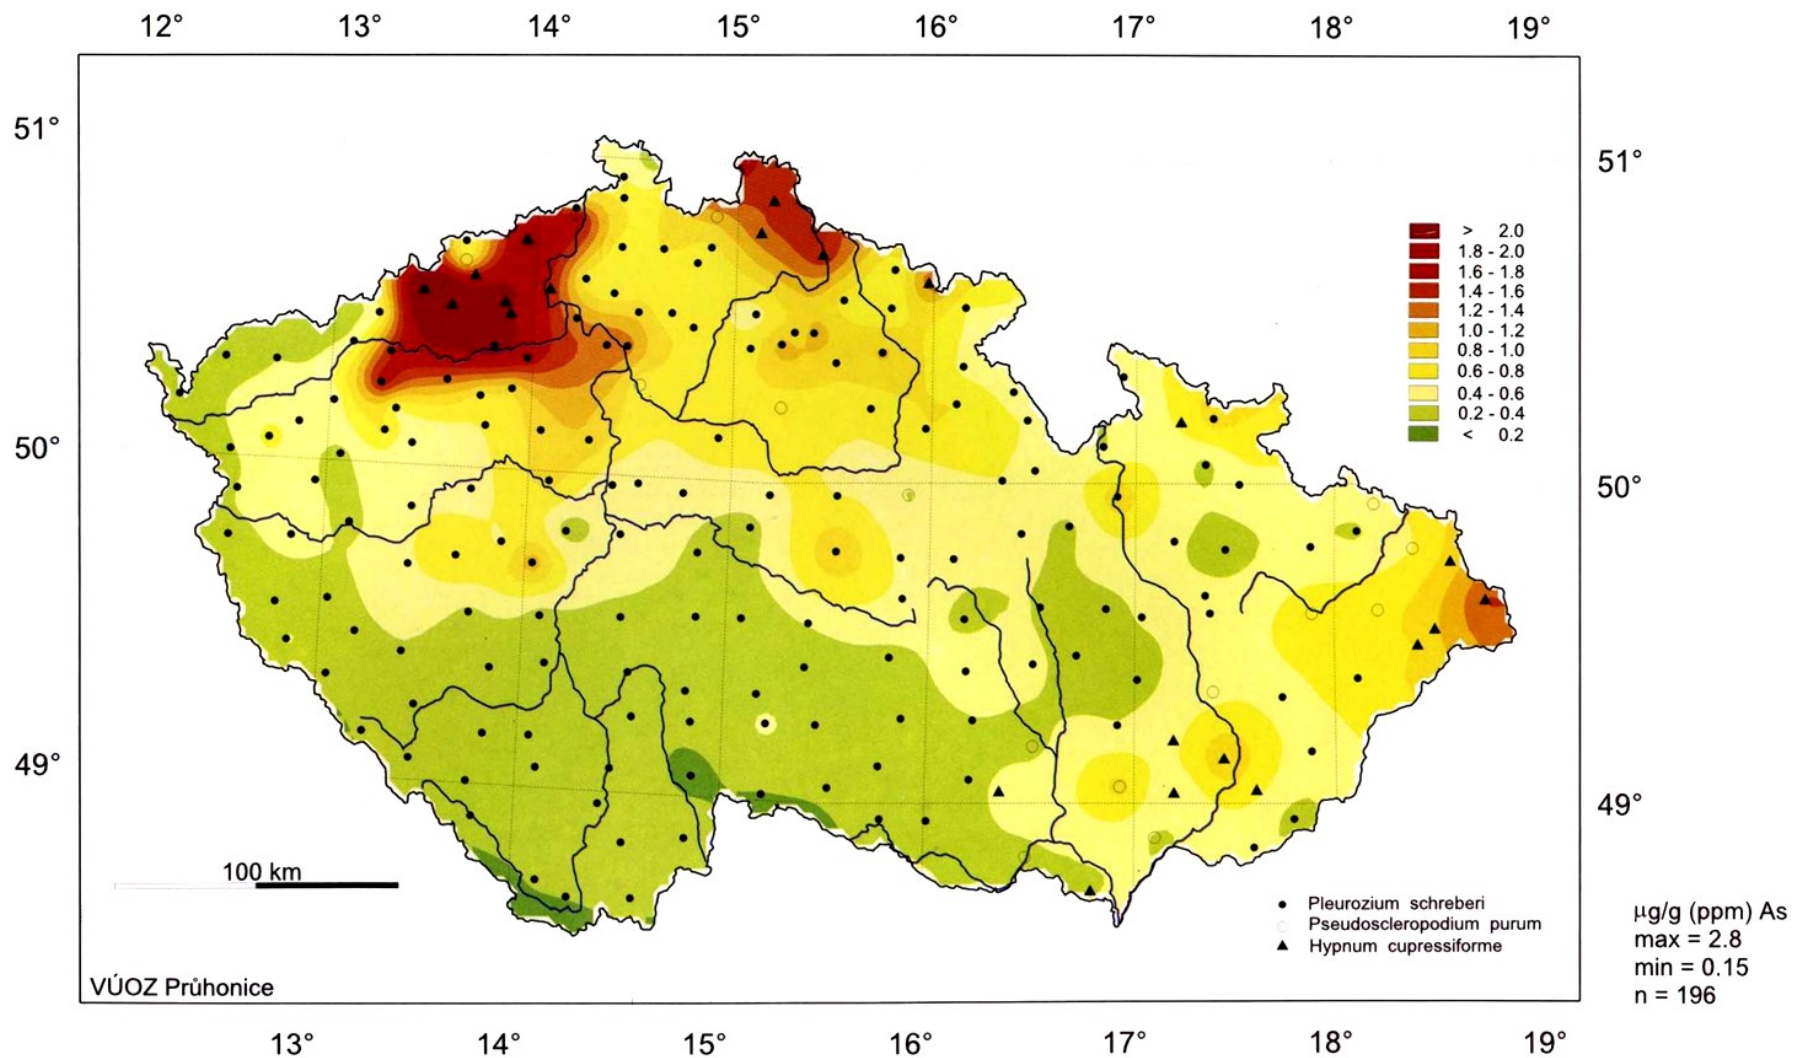 12° 13° 14° 15° 16° 17° 18° 19°
51°
51°
> 2.0
1.8 - 2.0
1.6 - 1.8
1.4 - 1.6
1.2 - 1.4
1.0 - 1.2
0.8 - 1.0
0.6 - 0.8
0.4 - 0.6
0.2 - 0.4
< 0.2
50°
50°
49°
49°
100 km
Pleurozium schreberi
Pseudoscleropodium purum
Hypnum cupressiforme
µg/g (ppm) As
max = 2.8
min = 0.15
n = 196
VÚOZ Průhonice
13° 14° 15° 16° 17° 18° 19°